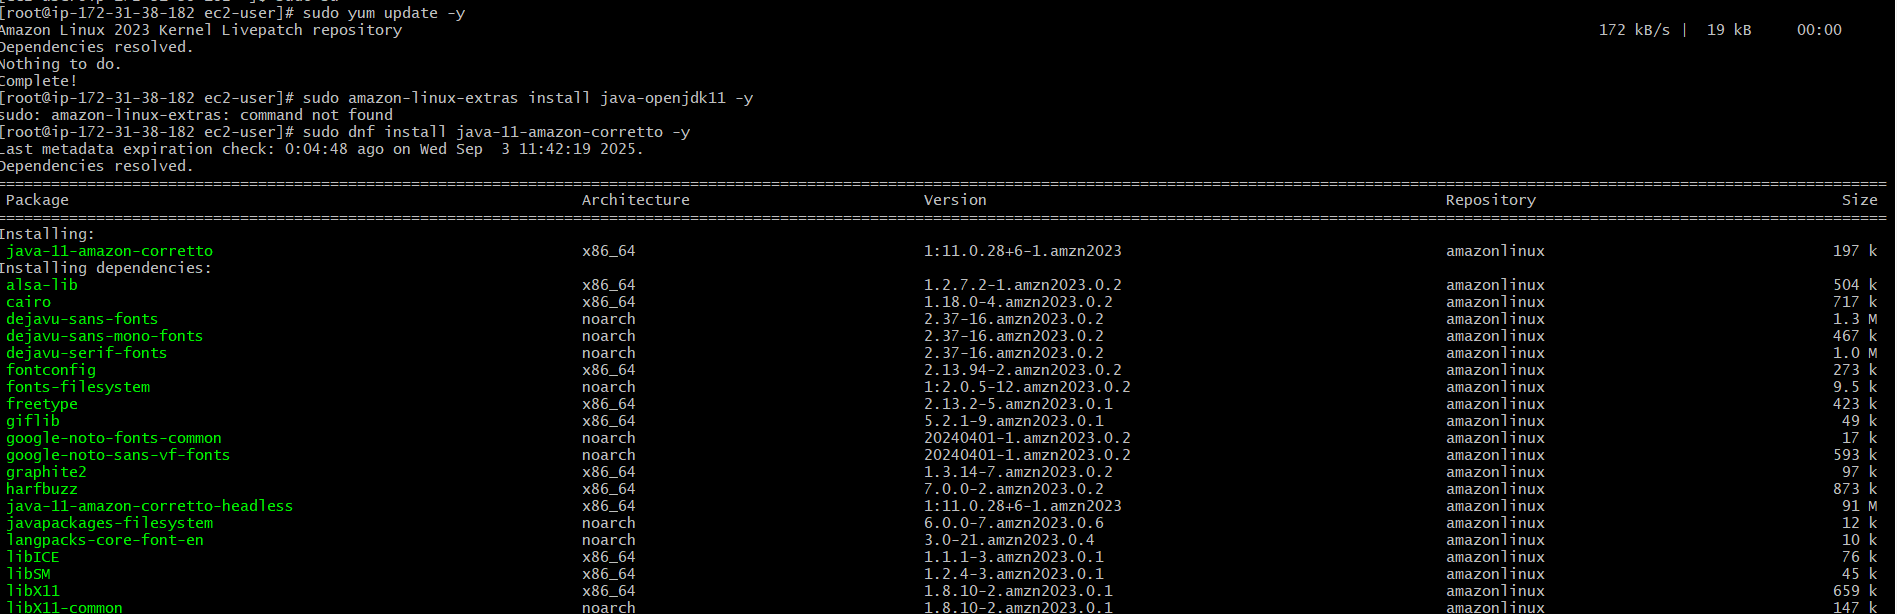 [root@ip-172-31-38-182 ec2-user]# sudo yum update -y
Amazon Linux 2023 Kernel Livepatch repository 172 kB/s | 19 kB 00:00
Dependencies resolved.
Nothing to do.
Complete!
[root@ip-172-31-38-182 ec2-user]# sudo amazon-linux-extras install java-openjdk11 -y
sudo: amazon-linux-extras: command not found
[root@ip-172-31-38-182 ec2-user]# sudo dnf install java-11-amazon-corretto -y
Last metadata expiration check: 0:04:48 ago on Wed Sep  3 11:42:19 2025.
Dependencies resolved.
Package Architecture Version Repository Size
Installing:
java-11-amazon-corretto x86_64 1:11.0.28+6-1.amzn2023 amazonlinux 197 k
Installing dependencies:
alsa-lib x86_64 1.2.7.2-1.amzn2023.0.2 amazonlinux 504 k
cairo x86_64 1.18.0-4.amzn2023.0.2 amazonlinux 717 k
dejavu-sans-fonts noarch 2.37-16.amzn2023.0.2 amazonlinux 1.3 M
dejavu-sans-mono-fonts noarch 2.37-16.amzn2023.0.2 amazonlinux 467 k
dejavu-serif-fonts noarch 2.37-16.amzn2023.0.2 amazonlinux 1.0 M
fontconfig x86_64 2.13.94-2.amzn2023.0.2 amazonlinux 273 k
fonts-filesystem noarch 1:2.0.5-12.amzn2023.0.2 amazonlinux 9.5 k
freetype x86_64 2.13.2-5.amzn2023.0.1 amazonlinux 423 k
giflib x86_64 5.2.1-9.amzn2023.0.1 amazonlinux 49 k
google-noto-fonts-common noarch 20240401-1.amzn2023.0.2 amazonlinux 17 k
google-noto-sans-vf-fonts noarch 20240401-1.amzn2023.0.2 amazonlinux 593 k
graphite2 x86_64 1.3.14-7.amzn2023.0.2 amazonlinux 97 k
harfbuzz x86_64 7.0.0-2.amzn2023.0.2 amazonlinux 873 k
java-11-amazon-corretto-headless x86_64 1:11.0.28+6-1.amzn2023 amazonlinux 91 M
javapackages-filesystem noarch 6.0.0-7.amzn2023.0.6 amazonlinux 12 k
langpacks-core-font-en noarch 3.0-21.amzn2023.0.4 amazonlinux 10 k
libICE x86_64 1.1.1-3.amzn2023.0.1 amazonlinux 76 k
libSM x86_64 1.2.4-3.amzn2023.0.1 amazonlinux 45 k
libX11 x86_64 1.8.10-2.amzn2023.0.1 amazonlinux 659 k
libX11-common noarch 1.8.10-2.amzn2023.0.1 amazonlinux 147 k